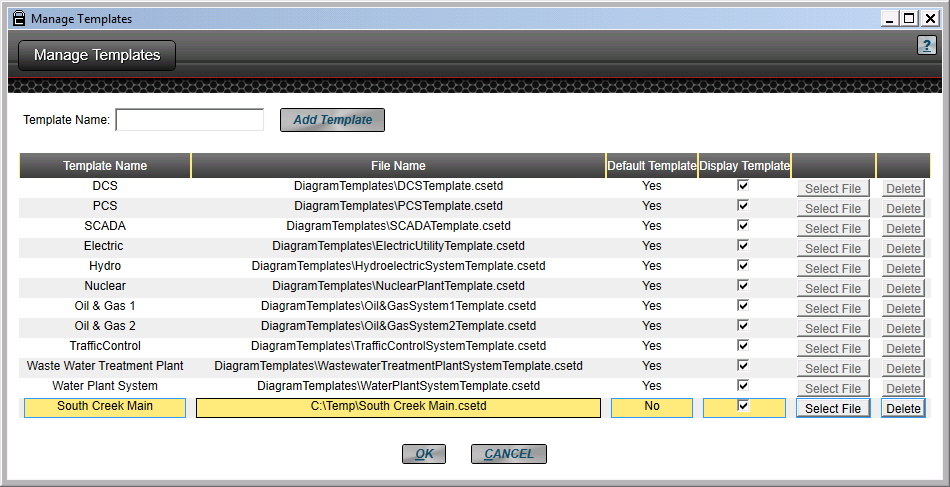 Manage Templates
Manage Templates
?
Template Name:
Add Template
Template Name File Name Default Template Display Template
DCS DiagramTemplates\DCSTemplate.csetd Yes Select File Delete
PCS DiagramTemplates\PCSTemplate.csetd Yes Select File Delete
SCADA DiagramTemplates\SCADATemplate.csetd Yes Select File Delete
Electric DiagramTemplates\ElectricUtilityTemplate.csetd Yes Select File Delete
Hydro DiagramTemplates\HydroelectricSystemTemplate.csetd Yes Select File Delete
Nuclear DiagramTemplates\NuclearPlantTemplate.csetd Yes Select File Delete
Oil & Gas 1 DiagramTemplates\Oil&GasSystem1Template.csetd Yes Select File Delete
Oil & Gas 2 DiagramTemplates\Oil&GasSystem2Template.csetd Yes Select File Delete
TrafficControl DiagramTemplates\TrafficControlSystemTemplate.csetd Yes Select File Delete
Waste Water Treatment Plant DiagramTemplates\WastewaterTreatmentPlantSystemTemplate.csetd Yes Select File Delete
Water Plant System DiagramTemplates\WaterPlantSystemTemplate.csetd Yes Select File Delete
South Creek Main C:\Temp\South Creek Main.csetd No Select File Delete
OK CANCEL